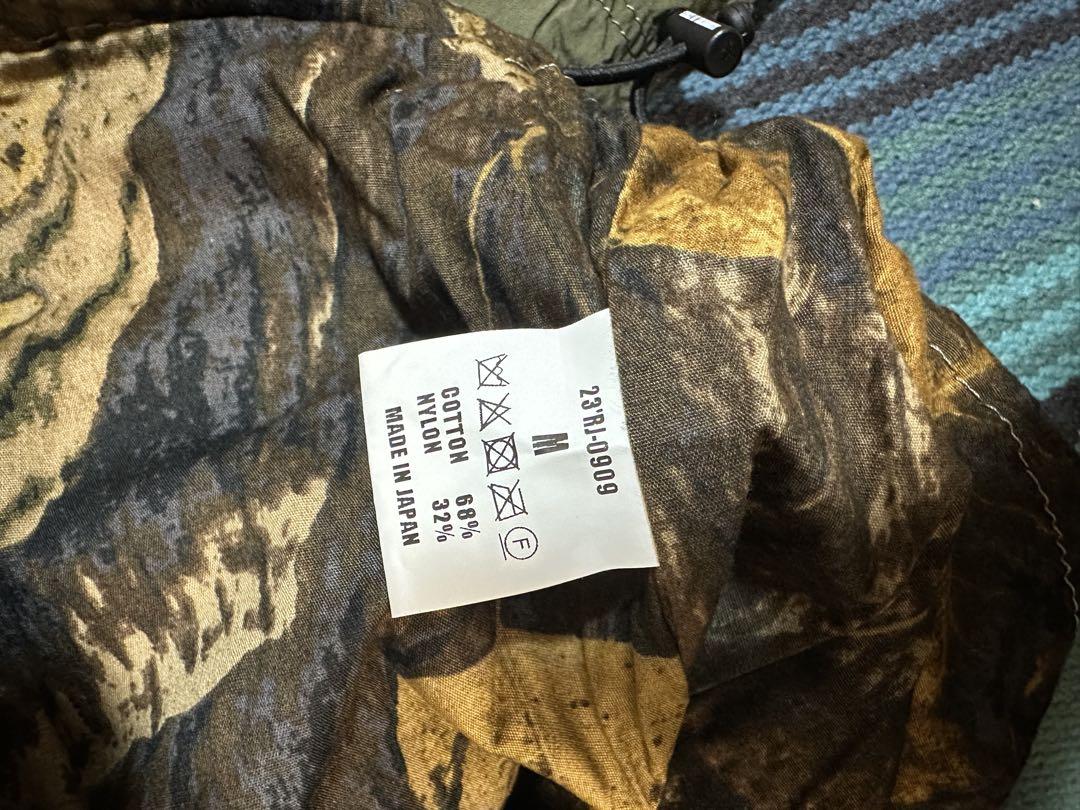 23'RJ-0909
M
F
COTTON 68%
NYLON 32%
MADE IN JAPAN